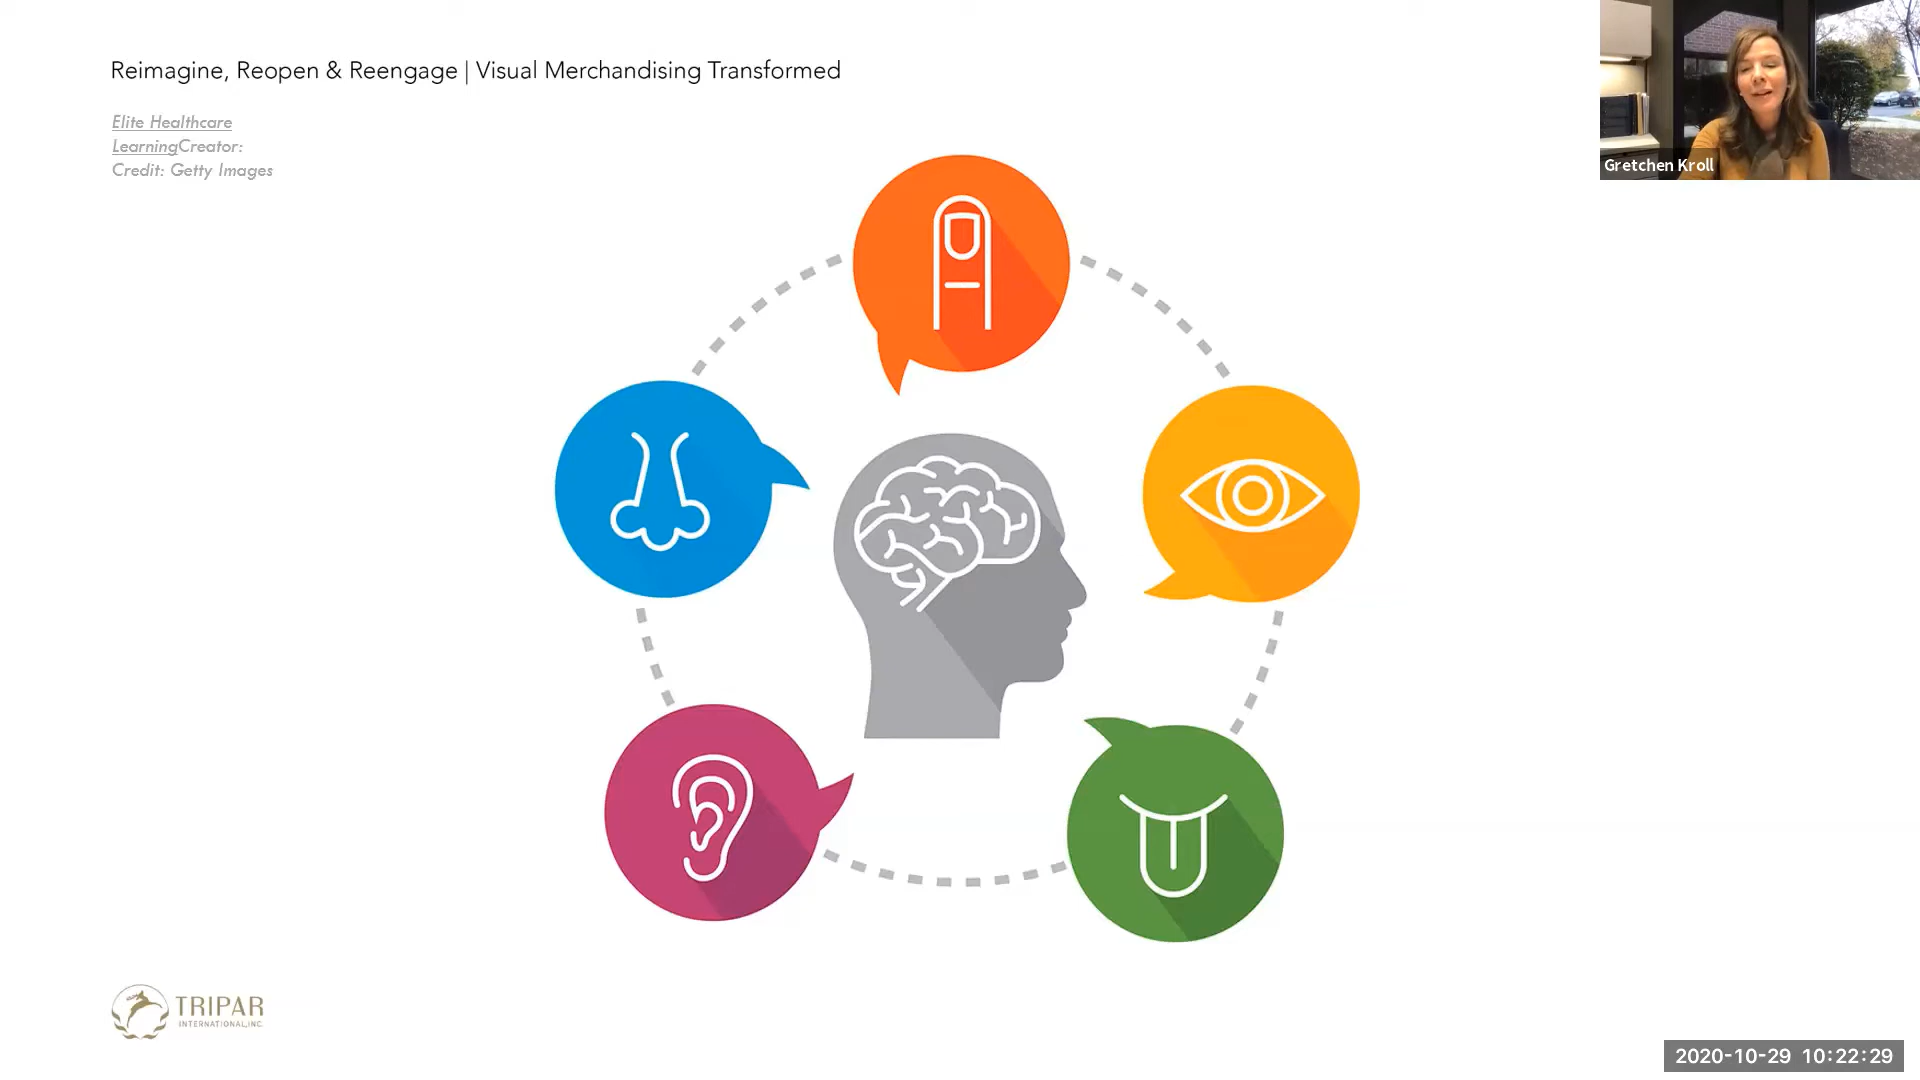 Reimagine, Reopen & Reengage | Visual Merchandising Transformed
Elite Healthcare
LearningCreator:
Credit: Getty Images
Gretchen Kroll
TRIPAR
INTERNATIONAL,INC.
2020-10-29 10:22:29